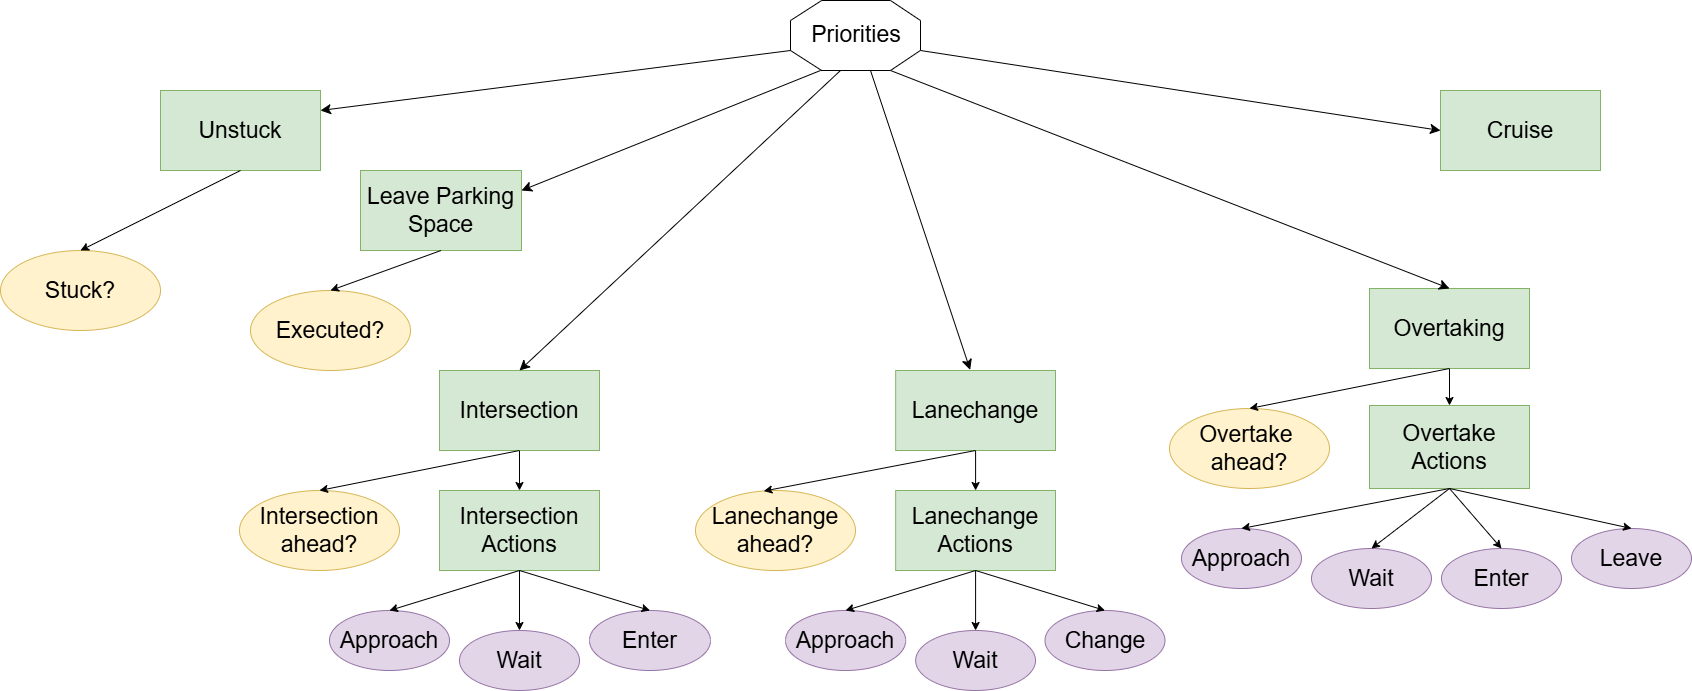 Priorities
Unstuck
Cruise
Leave Parking
Space
Stuck?
Executed?
Overtaking
Intersection
Lanechange
Overtake
ahead?
Overtake
Actions
Intersection
ahead?
Intersection
Actions
Lanechange
ahead?
Lanechange
Actions
Approach
Wait
Enter
Leave
Approach
Wait
Enter
Approach
Wait
Change